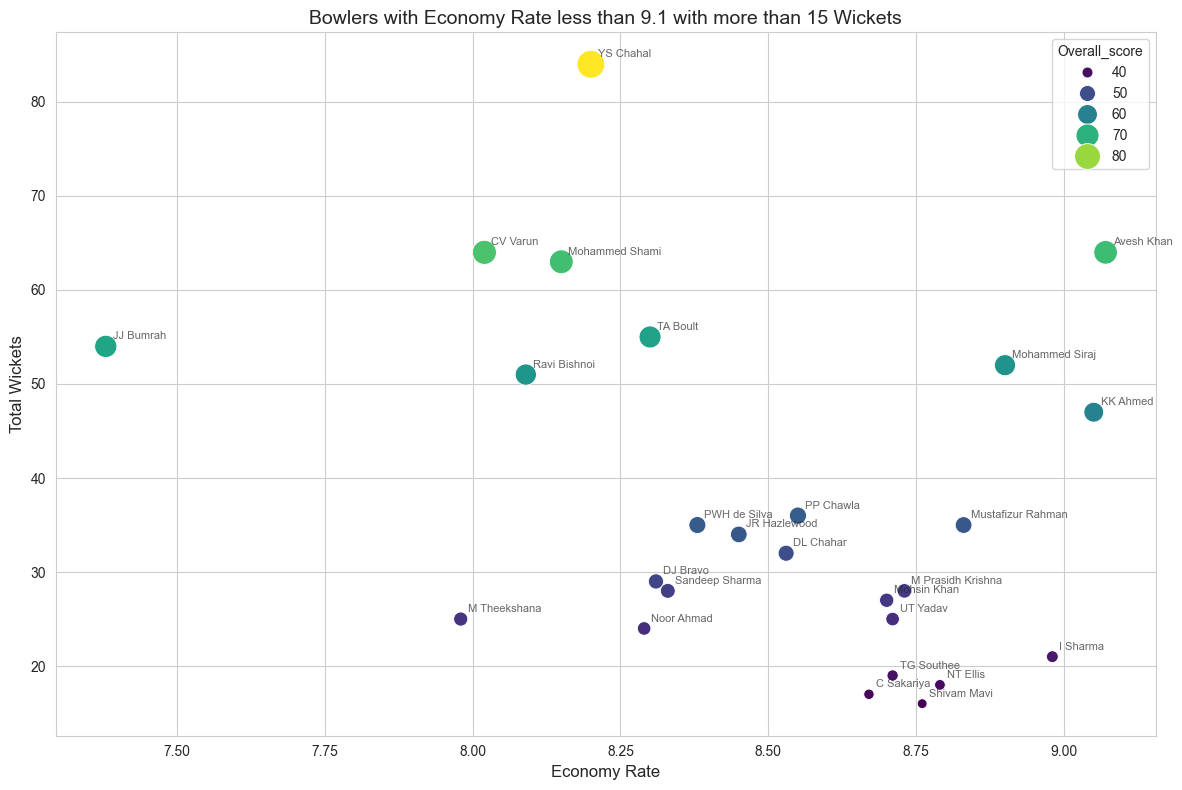 Bowlers with Economy Rate less than 9.1 with more than 15 Wickets
YS Chahal
Overall_score
40
50
60
70
80
CV Varun
Mohammed Shami
Avesh Khan
JJ Bumrah
TA Boult
Ravi Bishnoi
Mohammed Siraj
KK Ahmed
PWH de Silva
PP Chawla
JR Hazlewood
Mustafizur Rahman
DL Chahar
DJ Bravo
Sandeep Sharma
M Prasidh Krishna
Mohsin Khan
M Theekshana
Noor Ahmad
UT Yadav
I Sharma
TG Southee
NT Ellis
C Sakariya
Shivam Mavi
80
70
60
50
40
30
20
Total Wickets
7.50 7.75 8.00 8.25 8.50 8.75 9.00
Economy Rate